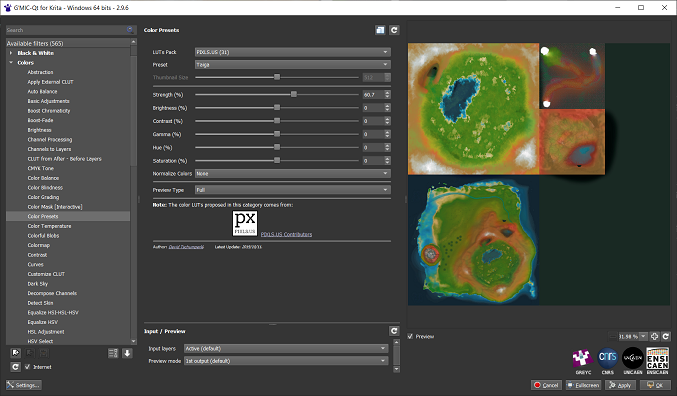 G'MIC-Qt for Krita - Windows 64 bits - 2.9.6
Search
Available filters (565)
Black & White
Colors
Abstraction
Apply External CLUT
Auto Balance
Basic Adjustments
Boost Chromaticity
Boost-Fade
Brightness
Channel Processing
Channels to Layers
CLUT from After - Before Layers
CMYK Tone
Color Balance
Color Blindness
Color Grading
Color Mask [Interactive]
Color Presets
Color Temperature
Colorful Blobs
Colormap
Contrast
Curves
Customize CLUT
Dark Sky
Decompose Channels
Detect Skin
Equalize HSI-HSL-HSV
Equalize HSV
HSL Adjustment
HSV Select
Internet
Settings...
Color Presets
LUTs Pack PIXLS.US (31)
Preset Taiga
Thumbnail Size 512
Strength (%) 60.7
Brightness (%) 0
Contrast (%) 0
Gamma (%) 0
Hue (%) 0
Saturation (%) 0
Normalize Colors None
Preview Type Full
Note: The color LUTs proposed in this category comes from:
px
PIXLS.US
PIXLS.US Contributors
Author: David Tschumperlé Latest Update: 2019/10/15
Input / Preview
Input layers Active (default)
Preview mode 1st output (default)
Preview
GREYC
CNRS
UNICAEN
ENSI
CAEN
ENSICAEN
Cancel
Fullscreen
Apply
OK